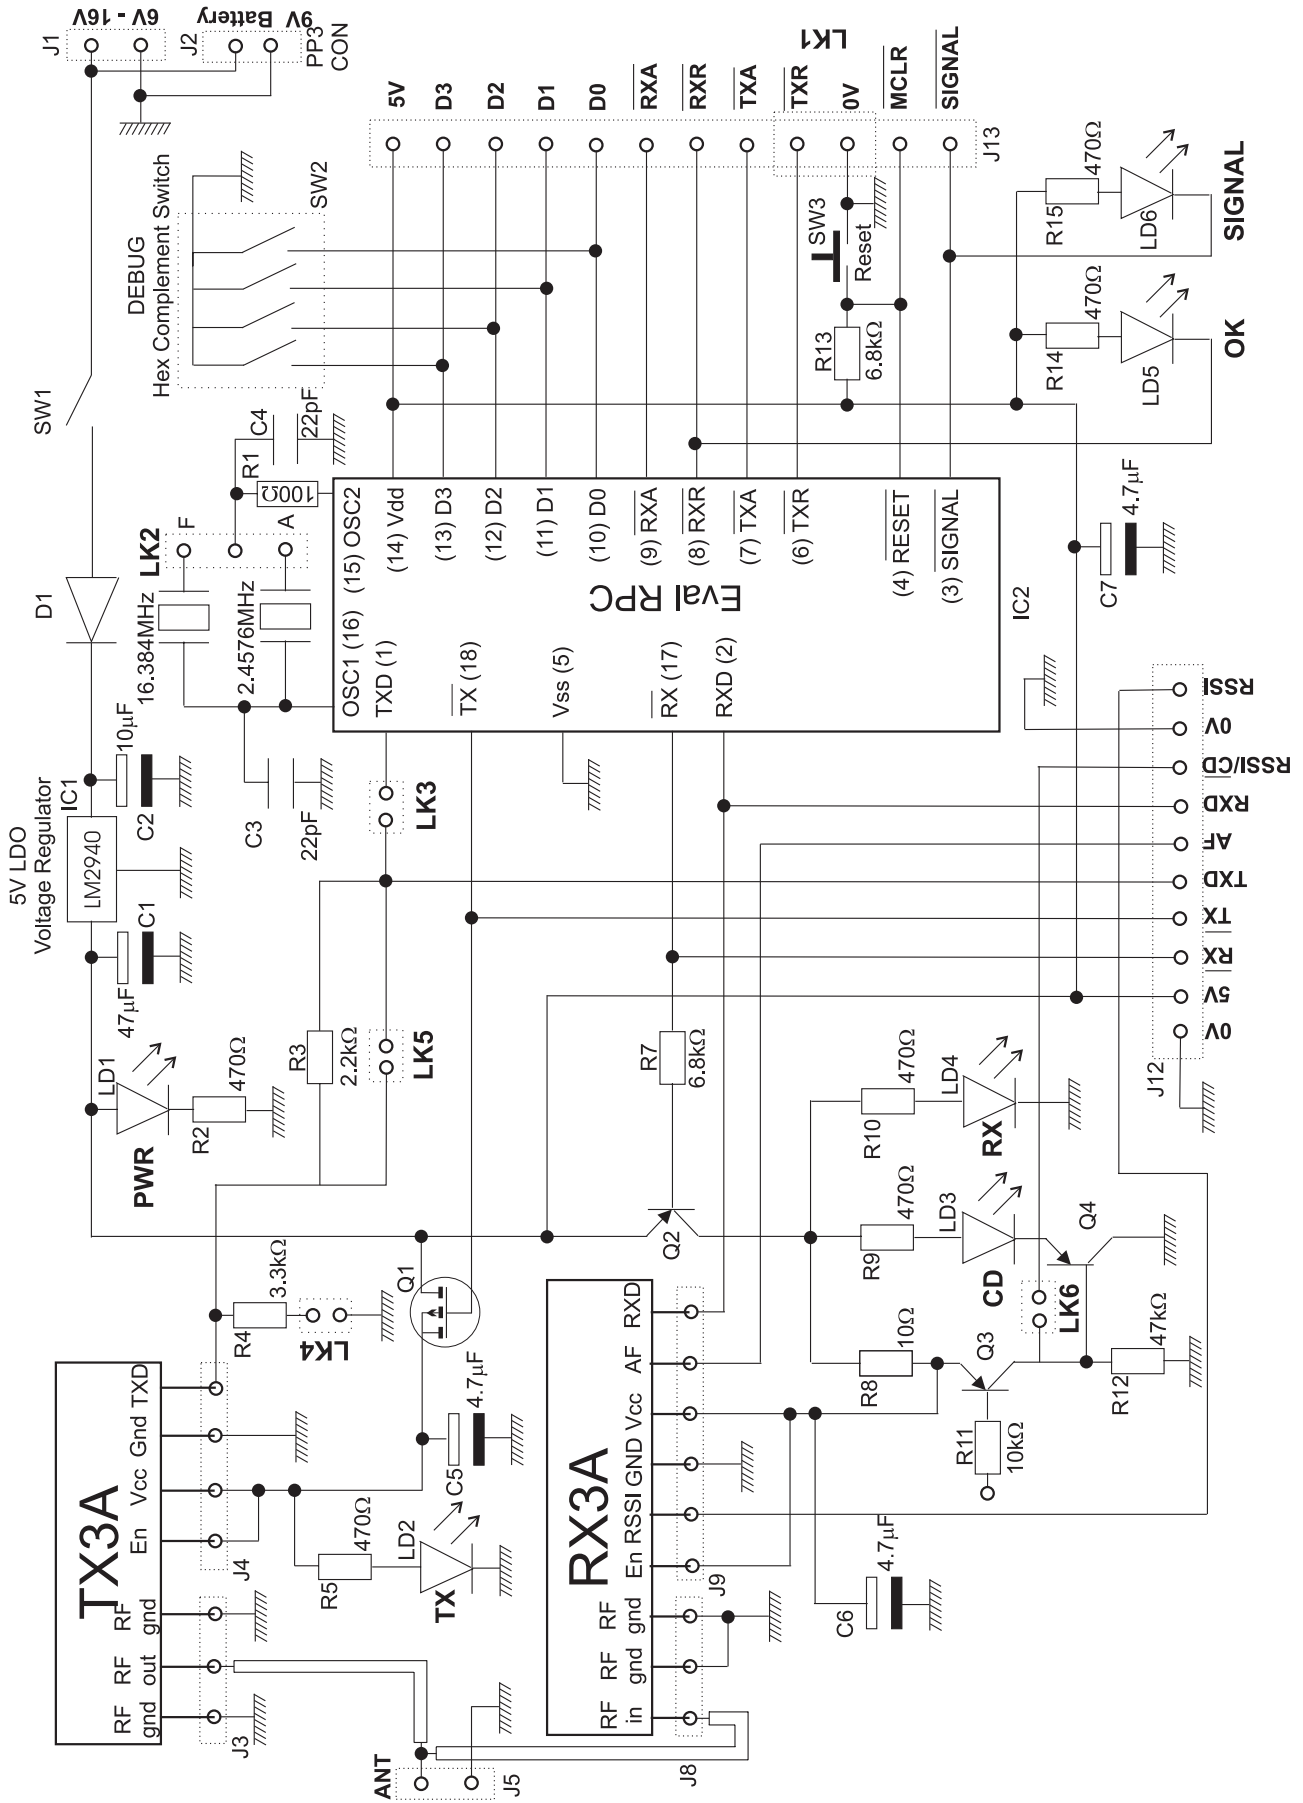 J1
6V - 16V
J2
9V Battery
PP3
CON
SW1
DEBUG
Hex Complement Switch
SW2
D1
5V LDO
Voltage Regulator
IC1
LM2940
10µF
C2
47µF
C1
LD1
PWR
R2
470Ω
LK2
F
A
16.384MHz
2.4576MHz
R1
100Ω
C4
22pF
C3
22pF
5V
D3
D2
D1
D0
RXA
RXR
TXA
TXR
0V
MCLR
SIGNAL
LK1
J13
SW3
Reset
R13
6.8kΩ
R15
470Ω
LD6
SIGNAL
R14
470Ω
LD5
OK
OSC1 (16)
(15) OSC2
TXD (1)
(14) Vdd
(13) D3
TX (18)
(12) D2
(11) D1
Vss (5)
(10) D0
(9) RXA
RX (17)
(8) RXR
RXD (2)
(7) TXA
(6) TXR
(4) RESET
(3) SIGNAL
Eval RPC
IC2
C7
4.7µF
LK3
R3
2.2kΩ
LK5
R7
6.8kΩ
RSSI
0V
RSSI/CD
RXD
AF
TXD
TX
RX
5V
0V
J12
TX3A
RF gnd
RF out
RF gnd
En
Vcc
Gnd
TXD
J3
J4
R4
3.3kΩ
LK4
Q1
C5
4.7µF
R5
470Ω
LD2
TX
ANT
J5
RX3A
RF in
RF gnd
RF gnd
En
RSSI
GND
Vcc
AF
RXD
J8
J9
Q2
R10
470Ω
LD4
RX
R9
470Ω
LD3
CD
Q4
R8
10Ω
Q3
LK6
R12
47kΩ
R11
10kΩ
C6
4.7µF